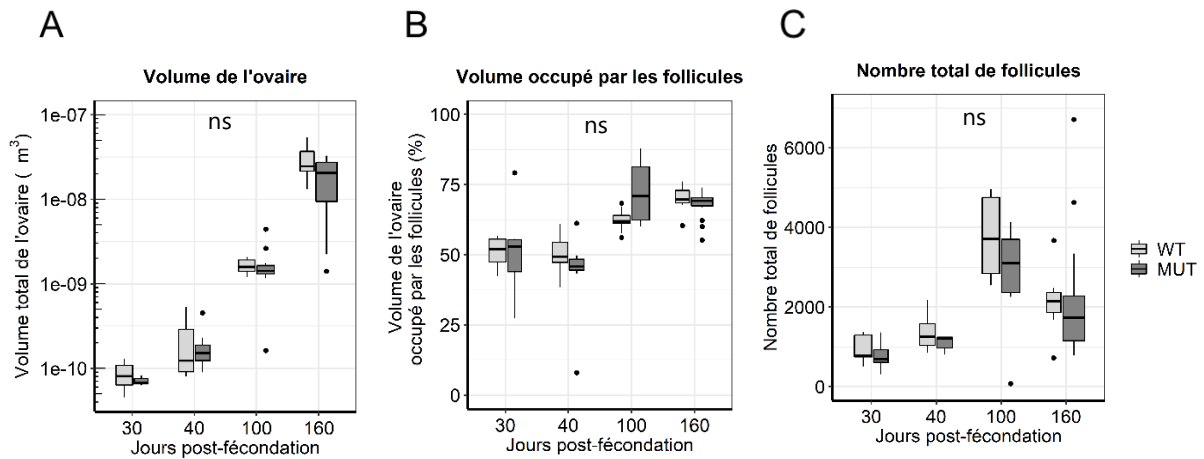 A
Volume de l'ovaire
Volume total de l'ovaire ( m³)
1e-07
1e-08
1e-09
1e-10
ns
30 40 100 160
Jours post-fécondation
B
Volume occupé par les follicules
Volume de l'ovaire
occupé par les follicules (%)
100
75
50
25
0
ns
30 40 100 160
Jours post-fécondation
C
Nombre total de follicules
Nombre total de follicules
6000
4000
2000
0
ns
30 40 100 160
Jours post-fécondation
WT
MUT